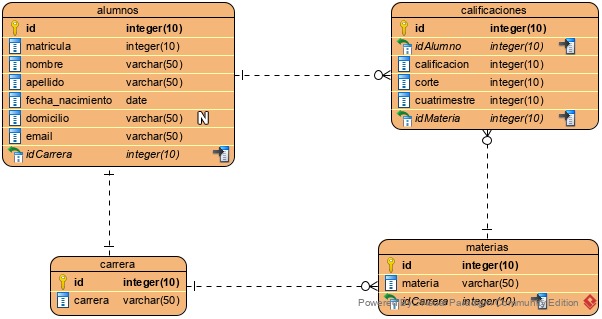 alumnos
id integer(10)
matricula integer(10)
nombre varchar(50)
apellido varchar(50)
fecha_nacimiento date
domicilio varchar(50) N
email varchar(50)
idCarrera integer(10)
calificaciones
id integer(10)
idAlumno integer(10)
calificacion integer(10)
corte integer(10)
cuatrimestre integer(10)
idMateria integer(10)
carrera
id integer(10)
carrera varchar(50)
materias
id integer(10)
materia varchar(50)
idCarrera integer(10)
Powered By Visual Paradigm Community Edition